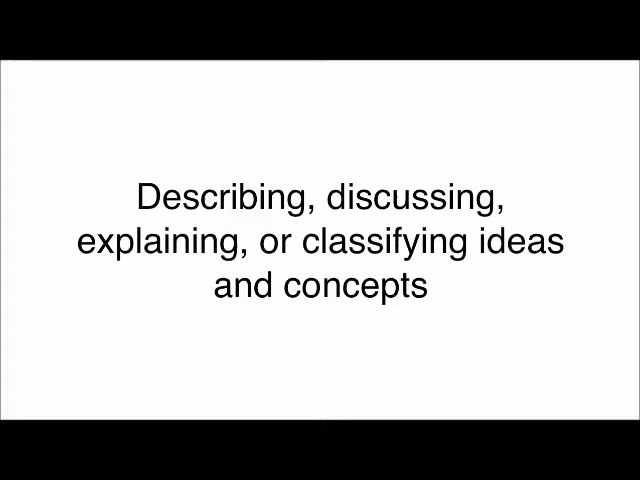 Describing, discussing,
explaining, or classifying ideas
and concepts